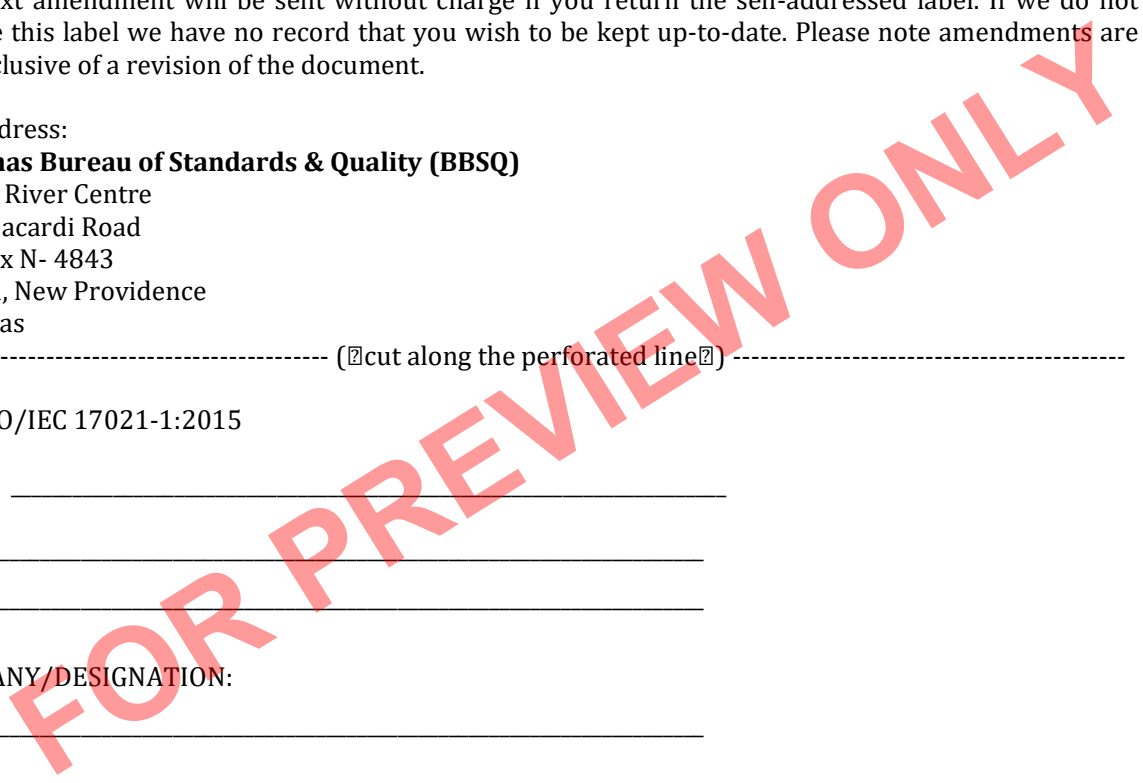 xt amendment will be sent without charge if you return the self-addressed label. If we do not
e this label we have no record that you wish to be kept up-to-date. Please note amendments are
clusive of a revision of the document.
dress:
nas Bureau of Standards & Quality (BBSQ)
River Centre
acardi Road
x N- 4843
, New Providence
as
------------------------------------ (⍰cut along the perforated line⍰) -------------------------------------------
O/IEC 17021-1:2015
ANY/DESIGNATION:
FOR PREVIEW ONLY